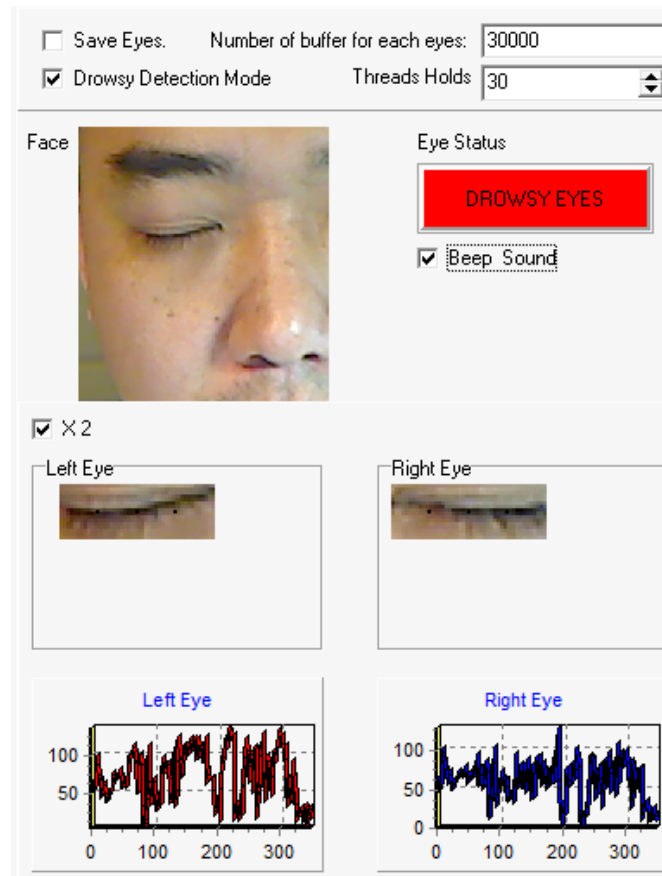 Save Eyes. Number of buffer for each eyes: 30000
Drowsy Detection Mode Threads Holds 30
Face Eye Status
DROWSY EYES
Beep Sound
X 2
Left Eye Right Eye
Left Eye Right Eye
100 100
50 50
0
0 100 200 300 0 100 200 300